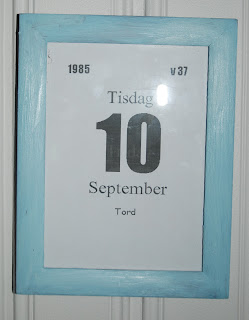 1985 v 37
Tisdag
10
September
Tord